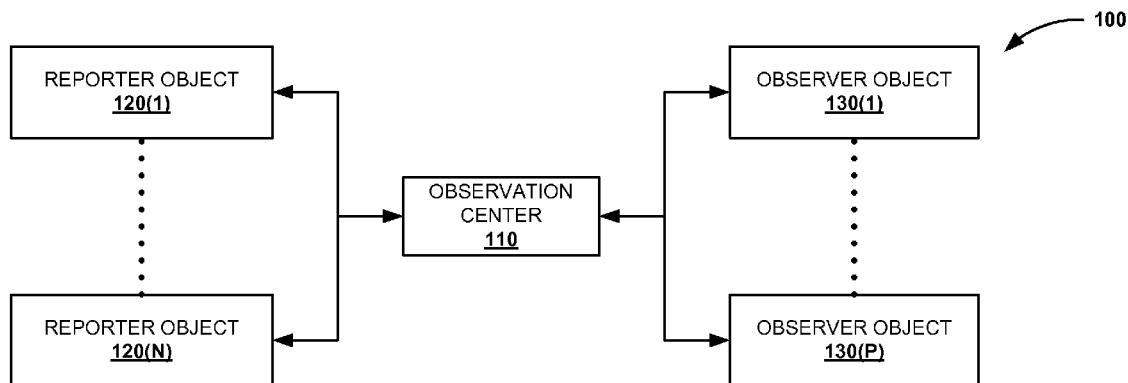 100
REPORTER OBJECT
120(1)
OBSERVER OBJECT
130(1)
OBSERVATION
CENTER
110
REPORTER OBJECT
120(N)
OBSERVER OBJECT
130(P)